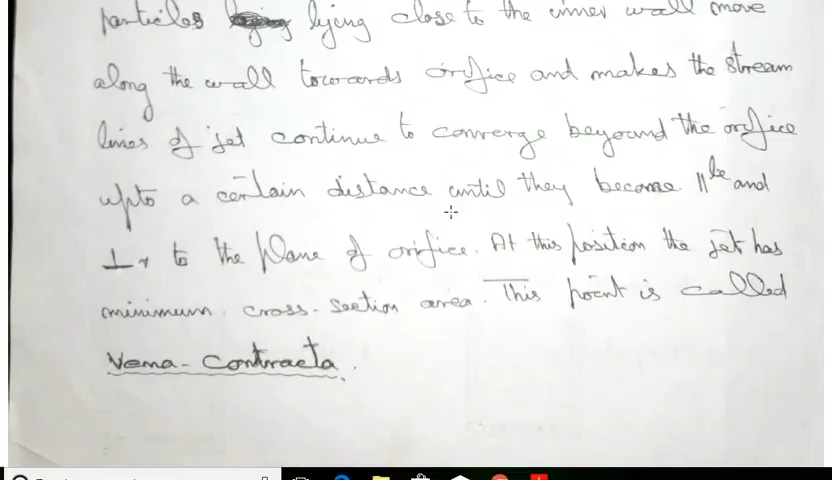 particles lying close to the inner wall move
along the wall towards orifice and makes the stream
lines of jet continue to converge beyound the orifice
upto a certain distance until they become ||le and
⊥r to the plane of orifice. At this position the jet has
minimum cross-section area. This point is called
Vema-Contracta.